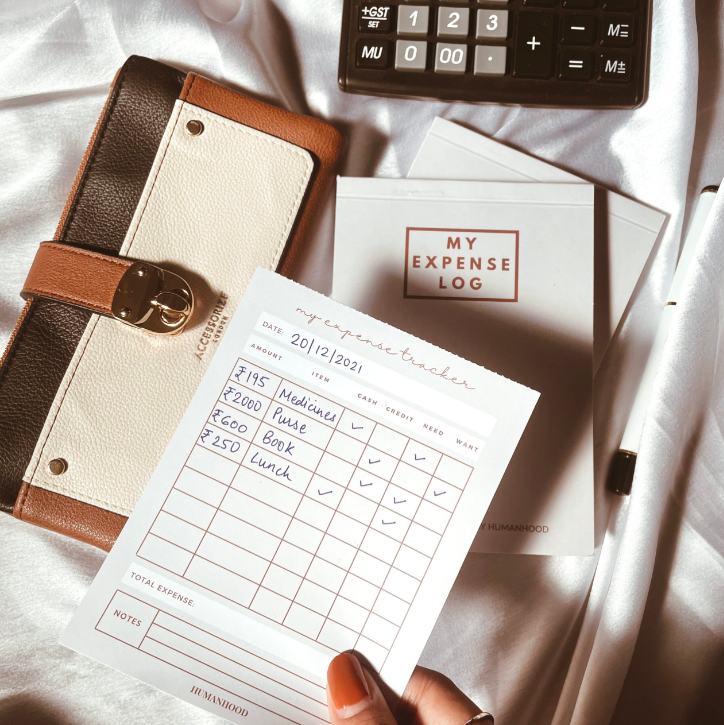 +GST
SET
1
2
3
+
−
M=
MU
0
00
·
=
M±
MY
EXPENSE
LOG
BY HUMANHOOD
ACCESSORIZE
LONDON
my expense tracker
DATE: 20/12/2021
AMOUNT ITEM CASH CREDIT NEED WANT
₹195 Medicines ✓ ✓
₹2000 Purse ✓ ✓
₹600 BOOK ✓ ✓
₹250 Lunch ✓ ✓
TOTAL EXPENSE:
NOTES
HUMANHOOD